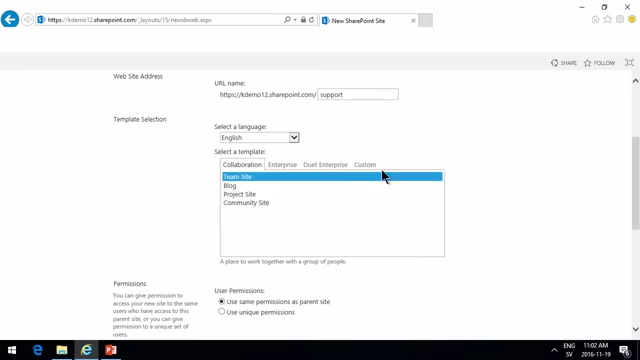 https://kdemo12.sharepoint.com/_layouts/15/newsbweb.aspx
New SharePoint Site
SHARE
FOLLOW
Web Site Address
URL name:
https://kdemo12.sharepoint.com/ support
Template Selection
Select a language:
English
Select a template:
Collaboration Enterprise Duet Enterprise Custom
Team Site
Blog
Project Site
Community Site
A place to work together with a group of people.
Permissions
You can give permission to
access your new site to the same
users who have access to this
parent site, or you can give
permission to a unique set of
users.
User Permissions:
Use same permissions as parent site
Use unique permissions
ENG
SV
11:02 AM
2016-11-19